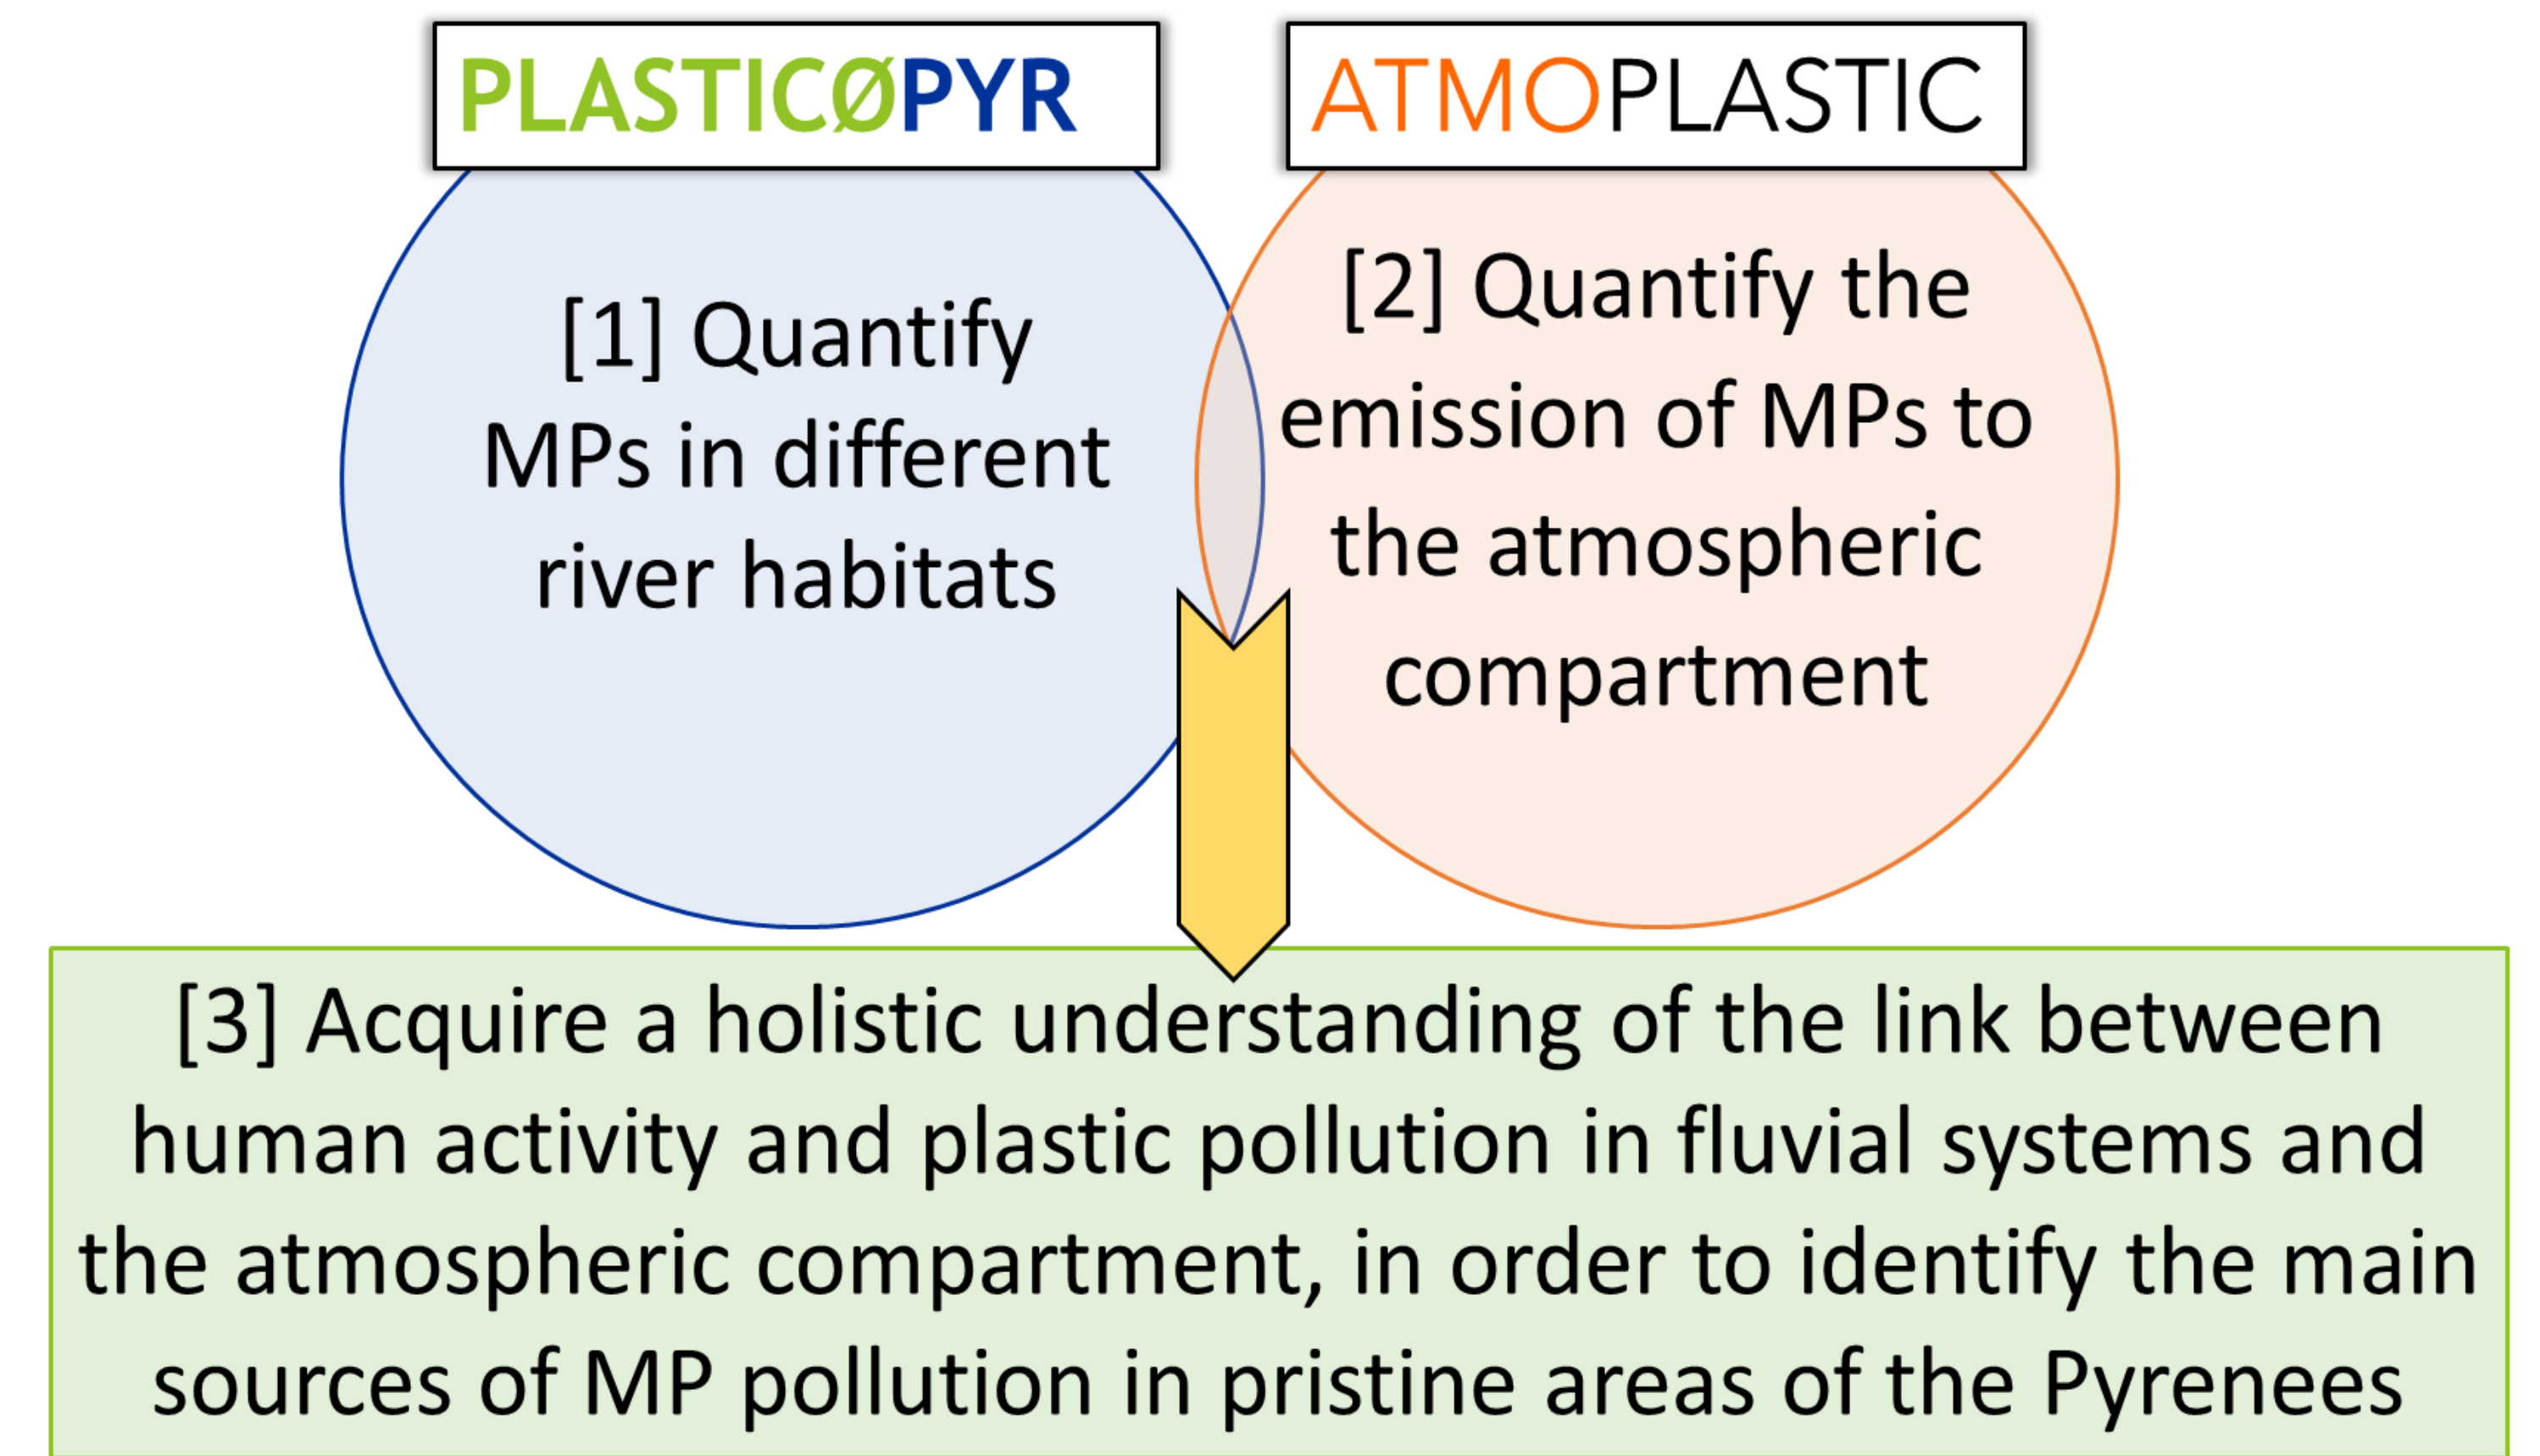 PLASTICØPYR
ATMOPLASTIC
[1] Quantify
MPs in different
river habitats
[2] Quantify the
emission of MPs to
the atmospheric
compartment
[3] Acquire a holistic understanding of the link between
human activity and plastic pollution in fluvial systems and
the atmospheric compartment, in order to identify the main
sources of MP pollution in pristine areas of the Pyrenees